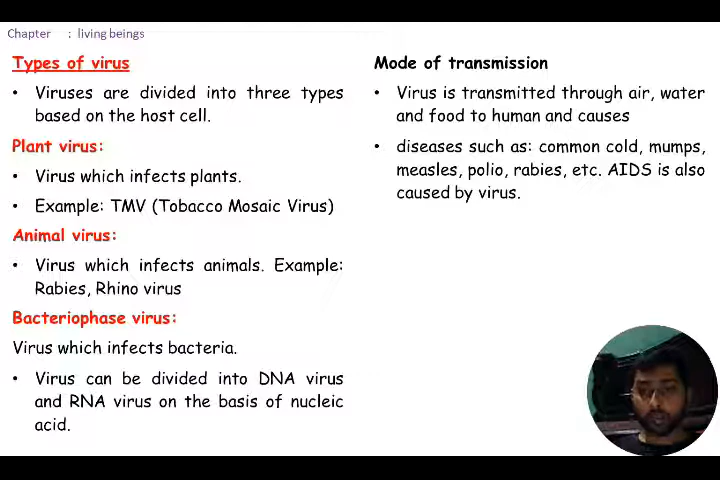 Chapter : living beings
Types of virus
• Viruses are divided into three types
based on the host cell.
Plant virus:
• Virus which infects plants.
• Example: TMV (Tobacco Mosaic Virus)
Animal virus:
• Virus which infects animals. Example:
Rabies, Rhino virus
Bacteriophase virus:
Virus which infects bacteria.
• Virus can be divided into DNA virus
and RNA virus on the basis of nucleic
acid.
Mode of transmission
• Virus is transmitted through air, water
and food to human and causes
• diseases such as: common cold, mumps,
measles, polio, rabies, etc. AIDS is also
caused by virus.